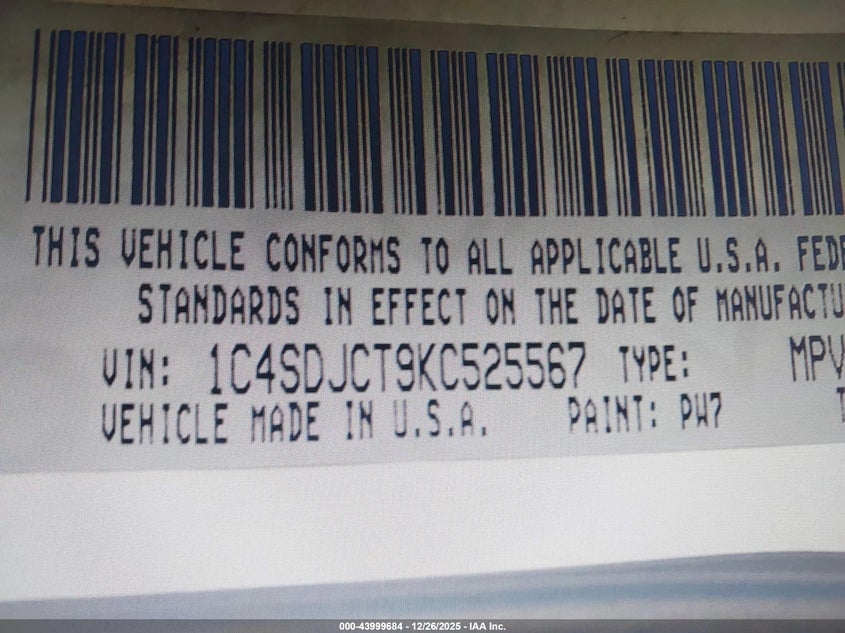 THIS VEHICLE CONFORMS TO ALL APPLICABLE U.S.A. FEDE
STANDARDS IN EFFECT ON THE DATE OF MANUFACTU
VIN: 1C4SDJCT9KC525567 TYPE: MPV
VEHICLE MADE IN U.S.A. PAINT: PW7 T
000-43999684 - 12/26/2025 - IAA Inc.